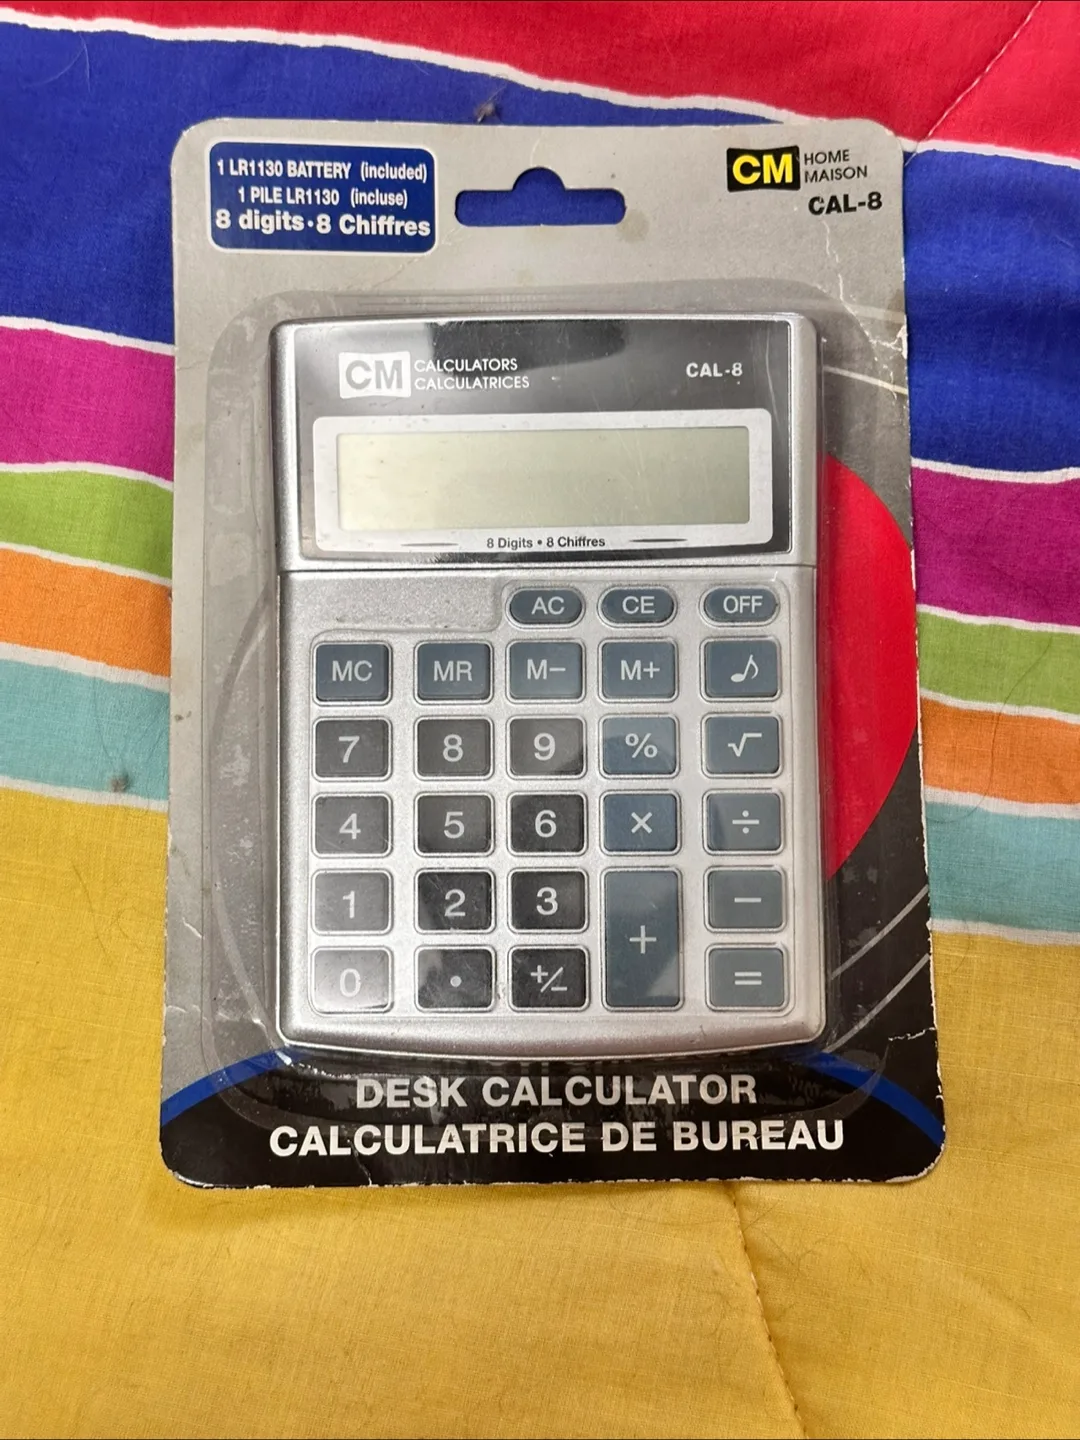 1 LR1130 BATTERY (included)
1 PILE LR1130 (incluse)
8 digits·8 Chiffres
CM HOME
MAISON
CAL-8
CM CALCULATORS
CALCULATRICES
CAL-8
8 Digits • 8 Chiffres
AC CE OFF
MC MR M− M+ ♪
7 8 9 % √
4 5 6 × ÷
1 2 3 + −
0 . +/− =
DESK CALCULATOR
CALCULATRICE DE BUREAU